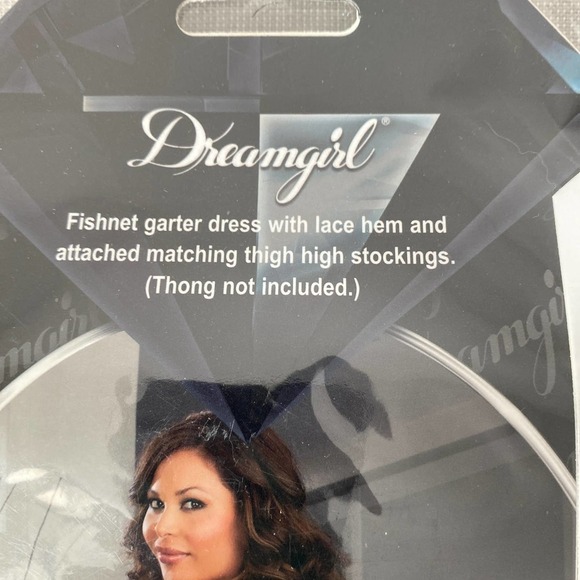 Dreamgirl®
Fishnet garter dress with lace hem and
attached matching thigh high stockings.
(Thong not included.)